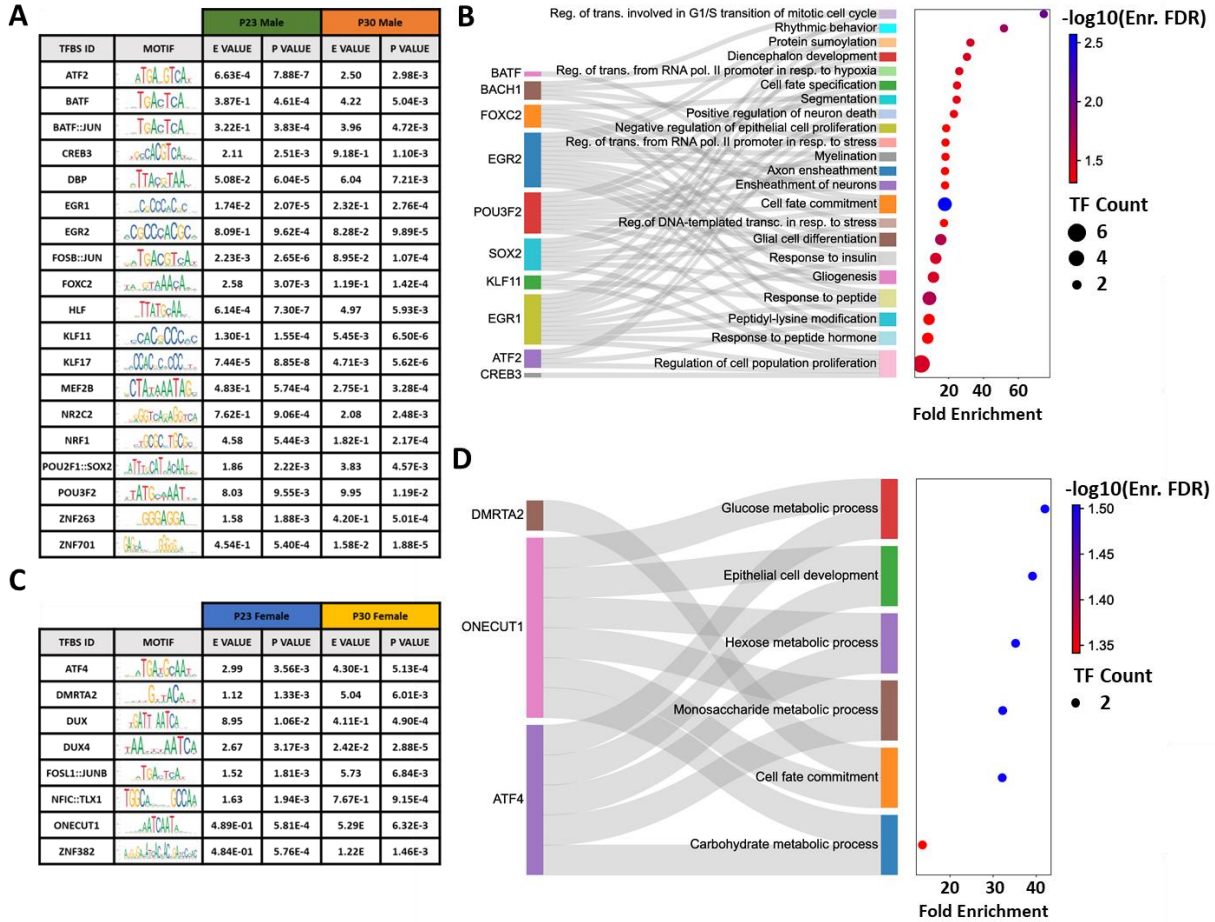 A
P23 Male P30 Male
TFBS ID MOTIF E VALUE P VALUE E VALUE P VALUE
ATF2 6.63E-4 7.88E-7 2.50 2.98E-3
BATF 3.87E-1 4.61E-4 4.22 5.04E-3
BATF::JUN 3.22E-1 3.83E-4 3.96 4.72E-3
CREB3 2.11 2.51E-3 9.18E-1 1.10E-3
DBP 5.08E-2 6.04E-5 6.04 7.21E-3
EGR1 1.74E-2 2.07E-5 2.32E-1 2.76E-4
EGR2 8.09E-1 9.62E-4 8.28E-2 9.89E-5
FOSB::JUN 2.23E-3 2.65E-6 8.95E-2 1.07E-4
FOXC2 2.58 3.07E-3 1.19E-1 1.42E-4
HLF 6.14E-4 7.30E-7 4.97 5.93E-3
KLF11 1.30E-1 1.55E-4 5.45E-3 6.50E-6
KLF17 7.44E-5 8.85E-8 4.71E-3 5.62E-6
MEF2B 4.83E-1 5.74E-4 2.75E-1 3.28E-4
NR2C2 7.62E-1 9.06E-4 2.08 2.48E-3
NRF1 4.58 5.44E-3 1.82E-1 2.17E-4
POU2F1::SOX2 1.86 2.22E-3 3.83 4.57E-3
POU3F2 8.03 9.55E-3 9.95 1.19E-2
ZNF263 1.58 1.88E-3 4.20E-1 5.01E-4
ZNF701 4.54E-1 5.40E-4 1.58E-2 1.88E-5
B
BATF
BACH1
FOXC2
EGR2
POU3F2
SOX2
KLF11
EGR1
ATF2
CREB3
Reg. of trans. involved in G1/S transition of mitotic cell cycle
Rhythmic behavior
Protein sumoylation
Diencephalon development
Reg. of trans. from RNA pol. II promoter in resp. to hypoxia
Cell fate specification
Segmentation
Positive regulation of neuron death
Negative regulation of epithelial cell proliferation
Reg. of trans. from RNA pol. II promoter in resp. to stress
Myelination
Axon ensheathment
Ensheathment of neurons
Cell fate commitment
Reg.of DNA-templated transc. in resp. to stress
Glial cell differentiation
Response to insulin
Gliogenesis
Response to peptide
Peptidyl-lysine modification
Response to peptide hormone
Regulation of cell population proliferation
20 40 60
Fold Enrichment
-log10(Enr. FDR)
2.5
2.0
1.5
TF Count
6
4
2
C
P23 Female P30 Female
TFBS ID MOTIF E VALUE P VALUE E VALUE P VALUE
ATF4 2.99 3.56E-3 4.30E-1 5.13E-4
DMRTA2 1.12 1.33E-3 5.04 6.01E-3
DUX 8.95 1.06E-2 4.11E-1 4.90E-4
DUX4 2.67 3.17E-3 2.42E-2 2.88E-5
FOSL1::JUNB 1.52 1.81E-3 5.73 6.84E-3
NFIC::TLX1 1.63 1.94E-3 7.67E-1 9.15E-4
ONECUT1 4.89E-01 5.81E-4 5.29E 6.32E-3
ZNF382 4.84E-01 5.76E-4 1.22E 1.46E-3
D
DMRTA2
ONECUT1
ATF4
Glucose metabolic process
Epithelial cell development
Hexose metabolic process
Monosaccharide metabolic process
Cell fate commitment
Carbohydrate metabolic process
20 30 40
Fold Enrichment
-log10(Enr. FDR)
1.50
1.45
1.40
1.35
TF Count
2